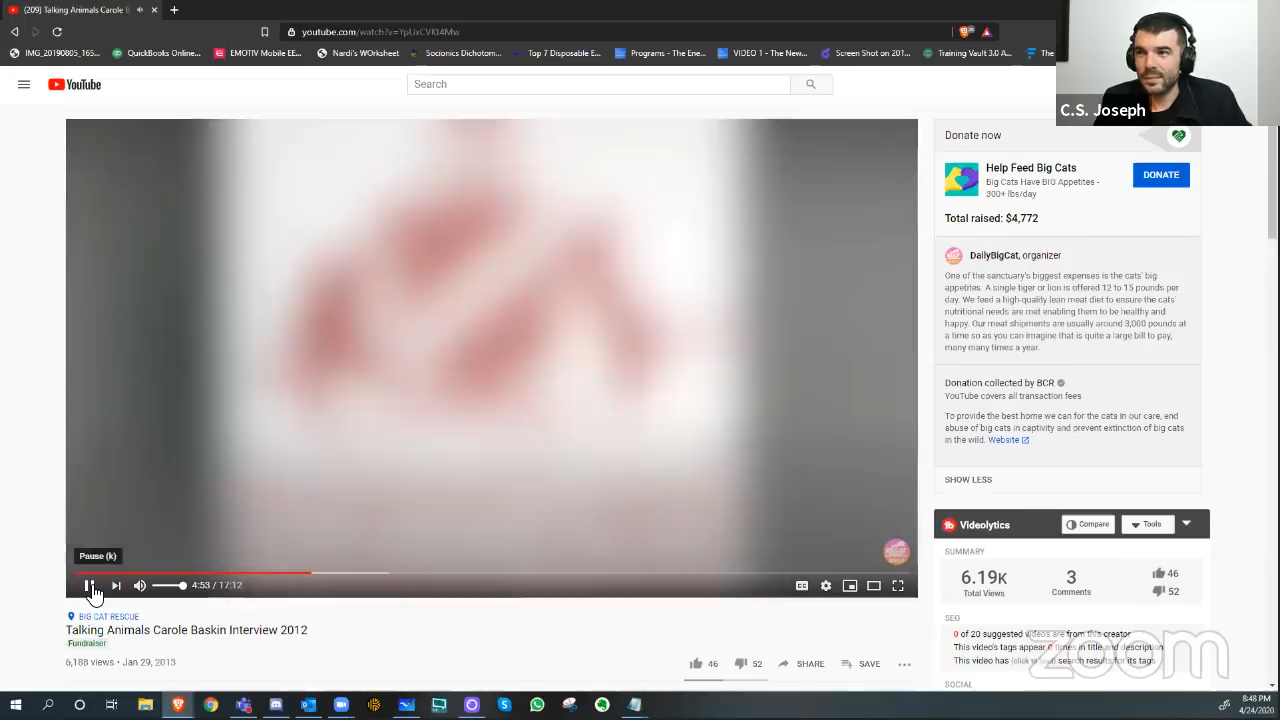 (209) Talking Animals Carole B
youtube.com/watch?v=YpUxCVKt4Mw
IMG_20190805_165...
QuickBooks Online...
EMOTIV Mobile EE...
Nardi's WOrksheet
Socionics Dichotom...
Top 7 Disposable E...
Programs - The Ene...
VIDEO 1 - The New...
Screen Shot on 201...
Training Vault 3.0 A...
The
YouTube
Search
C.S. Joseph
Donate now
Help Feed Big Cats
Big Cats Have BIG Appetites -
300+ lbs/day
DONATE
Total raised: $4,772
DailyBigCat, organizer
One of the sanctuary's biggest expenses is the cats' big
appetites. A single tiger or lion is offered 12 to 15 pounds per
day. We feed a high-quality lean meat diet to ensure the cats'
nutritional needs are met enabling them to be healthy and
happy. Our meat shipments are usually around 3,000 pounds at
a time so as you can imagine that is quite a large bill to pay,
many many times a year.
Donation collected by BCR
YouTube covers all transaction fees
To provide the best home we can for the cats in our care, end
abuse of big cats in captivity and prevent extinction of big cats
in the wild. Website
SHOW LESS
Pause (k)
4:53 / 17:12
CC
BIG CAT RESCUE
Talking Animals Carole Baskin Interview 2012
Fundraiser
6,188 views • Jan 29, 2013
46
52
SHARE
SAVE
Videolytics
Compare
Tools
SUMMARY
6.19K
Total Views
3
Comments
46
52
SEO
0 of 20 suggested videos are from this creator
This video's tags appear 0 times in title and description
This video has (click to load) search results for its tags
SOCIAL
zoom
8:48 PM
4/24/2020